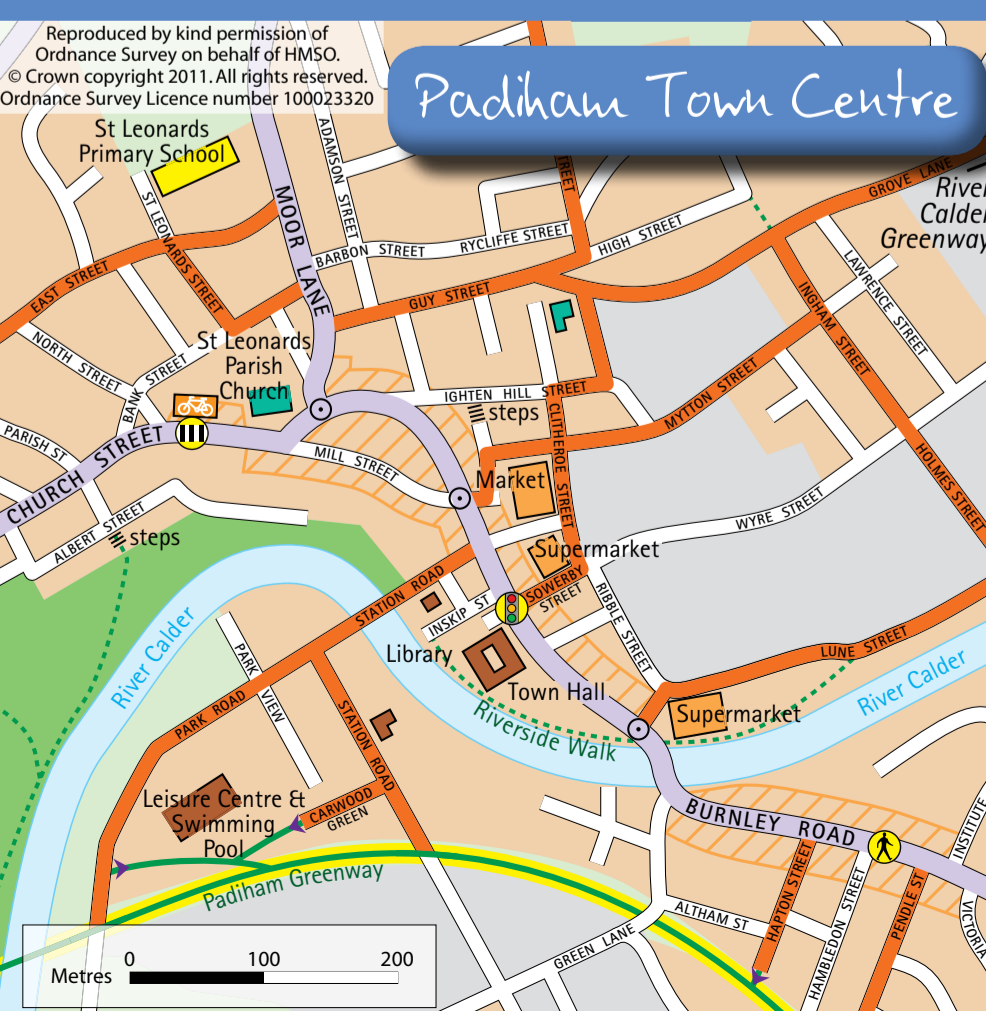 Reproduced by kind permission of
Ordnance Survey on behalf of HMSO.
© Crown copyright 2011. All rights reserved.
Ordnance Survey Licence number 100023320
Padiham Town Centre
St Leonards
Primary School
ADAMSON STREET
MOOR LANE
ST LEONARDS STREET
TREET
GROVE LANE
River
Calder
Greenway
BARBON STREET
RYCLIFFE STREET
HIGH STREET
EAST STREET
GUY STREET
LAWRENCE STREET
INGHAM STREET
NORTH STREET
BANK STREET
St Leonards
Parish
Church
IGHTEN HILL STREET
steps
CLITHEROE STREET
MYTTON STREET
HOLMES STREET
PARISH ST
CHURCH STREET
MILL STREET
Market
WYRE STREET
ALBERT STREET
steps
Supermarket
STATION ROAD
INSKIP ST
SOWERBY
STREET
RIBBLE STREET
River Calder
PARK VIEW
Library
Town Hall
LUNE STREET
River Calder
PARK ROAD
STATION ROAD
Riverside Walk
Supermarket
Leisure Centre &
Swimming
Pool
CARWOOD
GREEN
BURNLEY ROAD
INSTITUTE
Padiham Greenway
HAPTON STREET
HAMBLEDON STREET
PENDLE ST
VICTORIA
ALTHAM ST
GREEN LANE
Metres
0
100
200